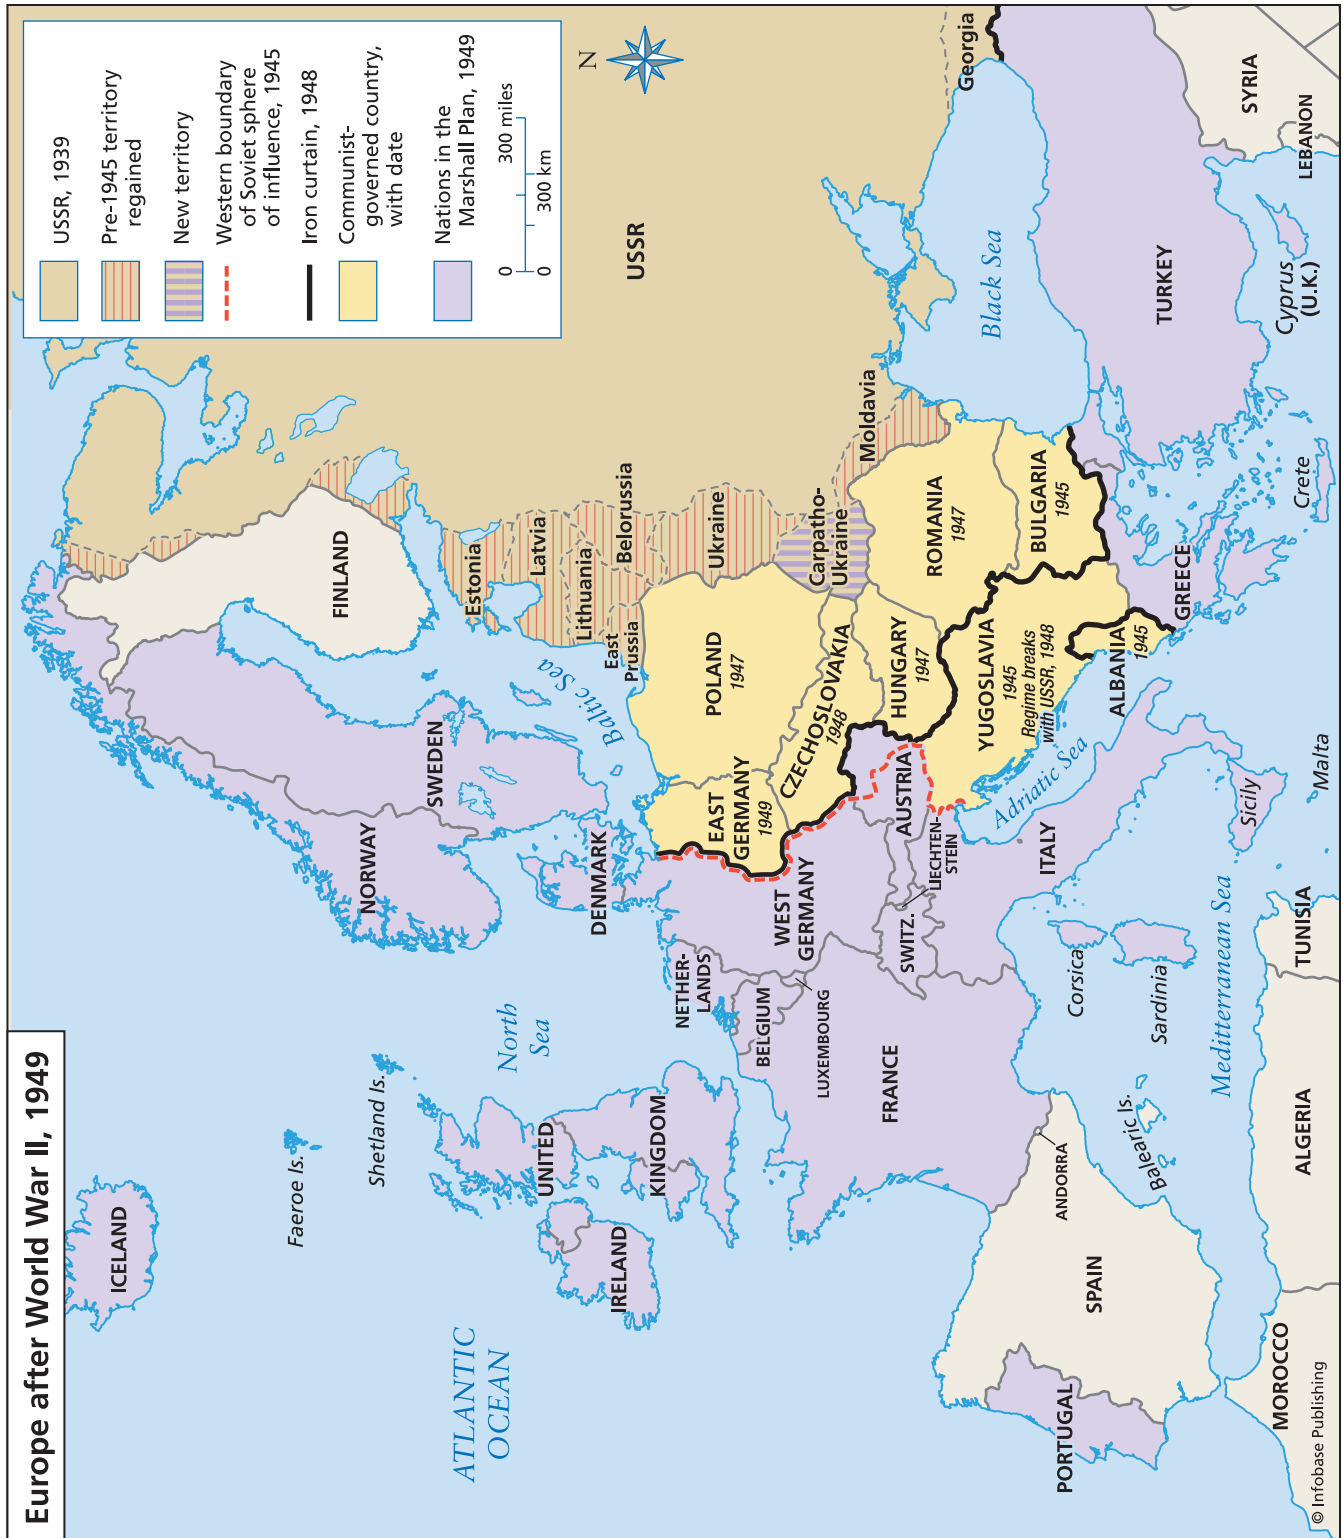 Europe after World War II, 1949
USSR, 1939
Pre-1945 territory
regained
New territory
Western boundary
of Soviet sphere
of influence, 1945
Iron curtain, 1948
Communist-
governed country,
with date
Nations in the
Marshall Plan, 1949
0
300 miles
0
300 km
N
ICELAND
Faeroe Is.
Shetland Is.
ATLANTIC
OCEAN
North
Sea
NORWAY
SWEDEN
FINLAND
USSR
Baltic Sea
Estonia
Latvia
Lithuania
East
Prussia
Belorussia
Ukraine
Carpatho-
Ukraine
Moldavia
Georgia
DENMARK
UNITED
KINGDOM
IRELAND
NETHER-
LANDS
BELGIUM
LUXEMBOURG
WEST
GERMANY
EAST
GERMANY
1949
POLAND
1947
CZECHOSLOVAKIA
1948
HUNGARY
1947
AUSTRIA
LIECHTEN-
STEIN
SWITZ.
FRANCE
ROMANIA
1947
BULGARIA
1945
YUGOSLAVIA
1945
Regime breaks
with USSR, 1948
ALBANIA
1945
GREECE
Black Sea
TURKEY
SYRIA
LEBANON
Cyprus
(U.K.)
Crete
Adriatic Sea
ITALY
Sicily
Malta
Corsica
Sardinia
Mediterranean Sea
Balearic Is.
ANDORRA
SPAIN
PORTUGAL
MOROCCO
ALGERIA
TUNISIA
© Infobase Publishing